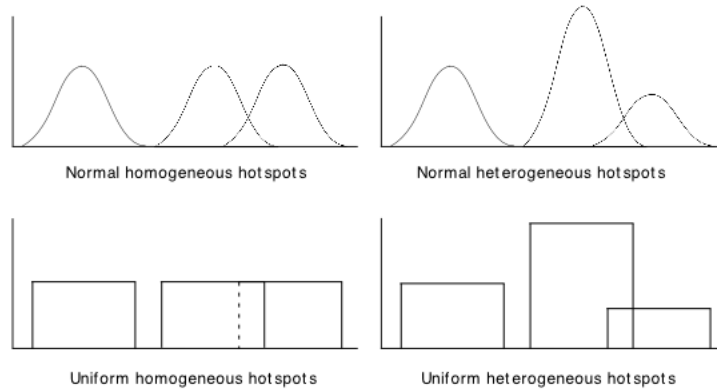 Normal homogeneous hotspots
Normal heterogeneous hotspots
Uniform homogeneous hotspots
Uniform heterogeneous hotspots